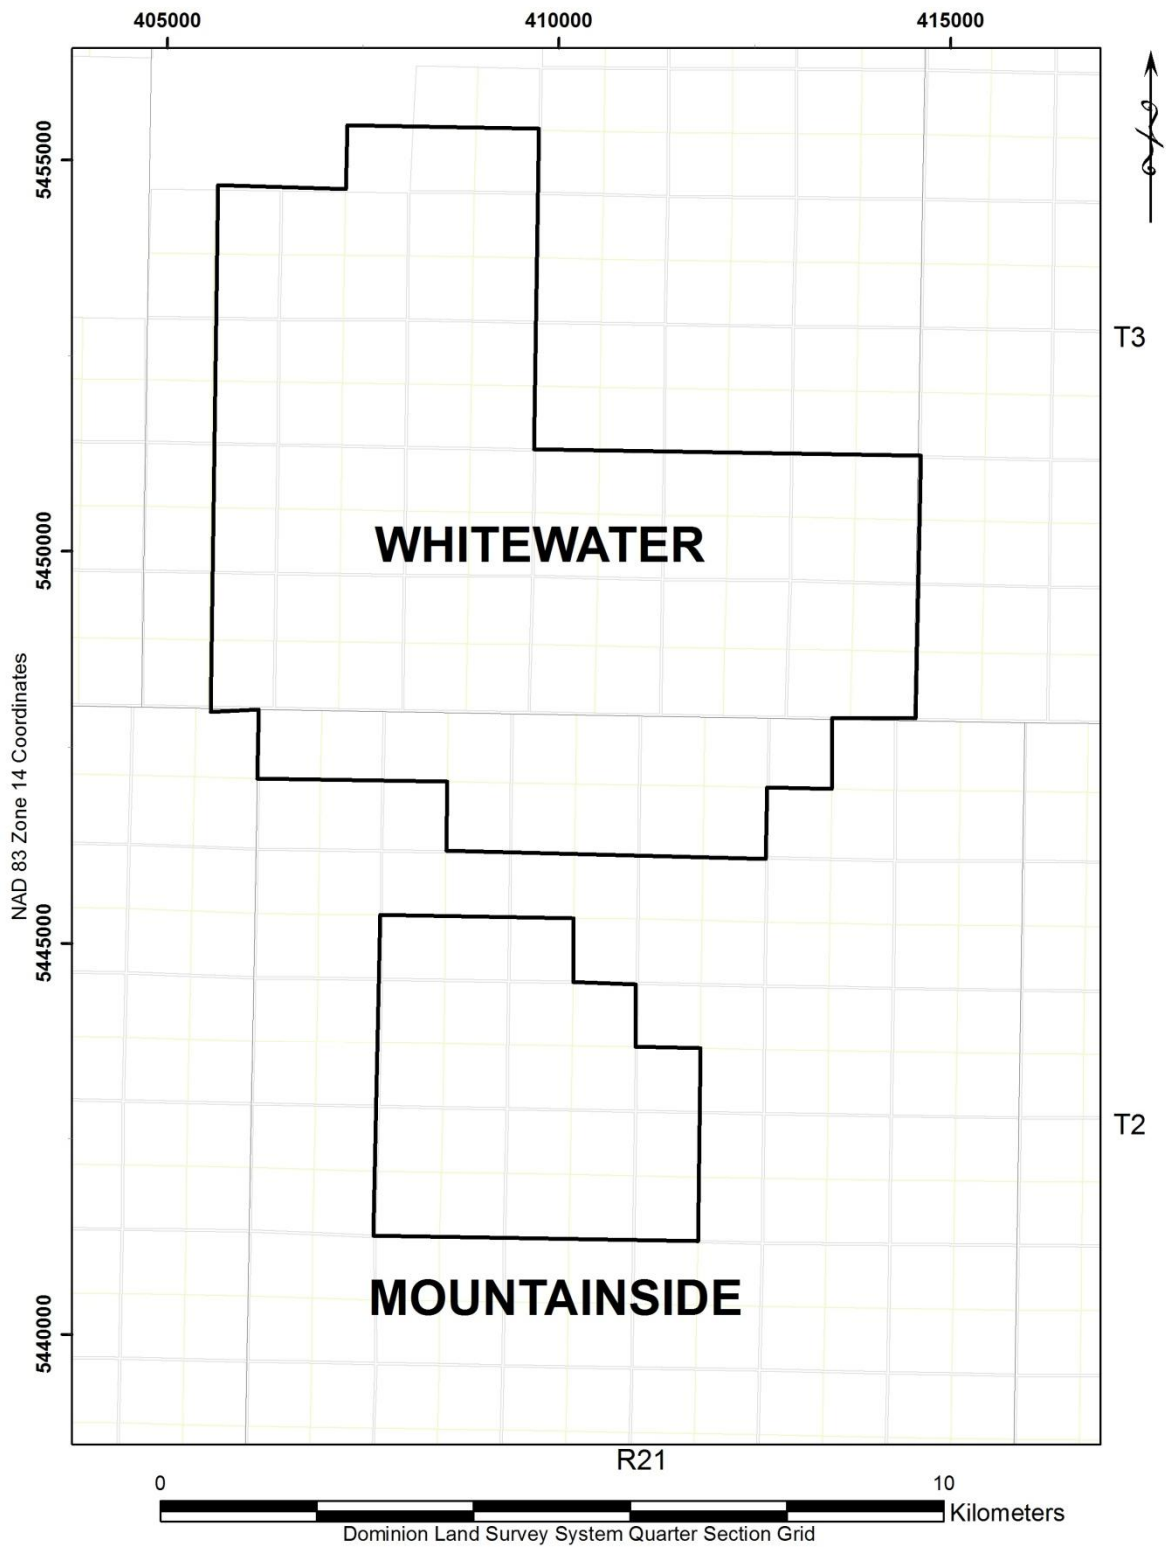 405000 410000 415000
5455000
T3
5450000
WHITEWATER
NAD 83 Zone 14 Coordinates
5445000
T2
5440000
MOUNTAINSIDE
R21
0 10
Kilometers
Dominion Land Survey System Quarter Section Grid